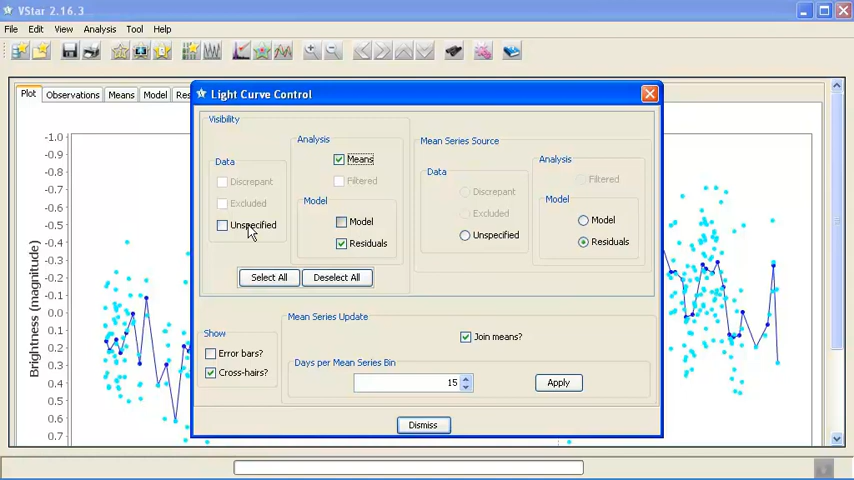 VStar 2.16.3
File Edit View Analysis Tool Help
Plot Observations Means Model Res
Light Curve Control
Visibility
Data
Discrepant
Excluded
Unspecified
Analysis
Means
Filtered
Model
Model
Residuals
Select All Deselect All
Mean Series Source
Data
Discrepant
Excluded
Unspecified
Analysis
Filtered
Model
Model
Residuals
Show
Error bars?
Cross-hairs?
Mean Series Update
Join means?
Days per Mean Series Bin
15
Apply
Dismiss
Brightness (magnitude)
-1.0
-0.9
-0.8
-0.7
-0.6
-0.5
-0.4
-0.3
-0.2
-0.1
0.0
0.1
0.2
0.3
0.4
0.5
0.6
0.7